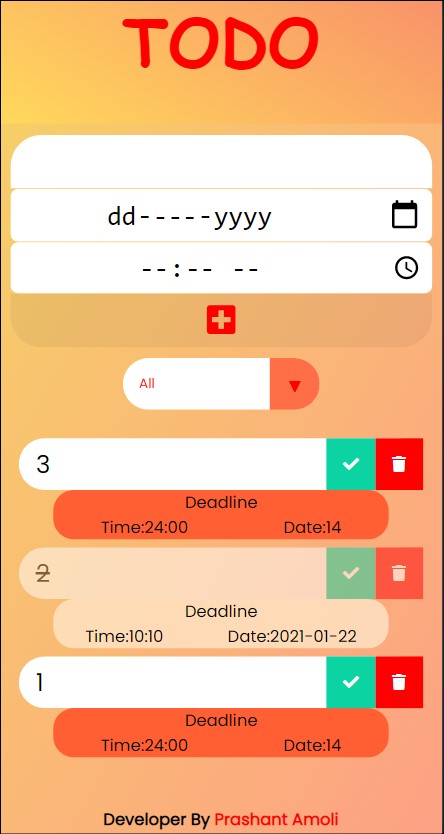 TODO
dd-----yyyy
--:-- --
All ▼
3
Deadline
Time:24:00 Date:14
2
Deadline
Time:10:10 Date:2021-01-22
1
Deadline
Time:24:00 Date:14
Developer By Prashant Amoli